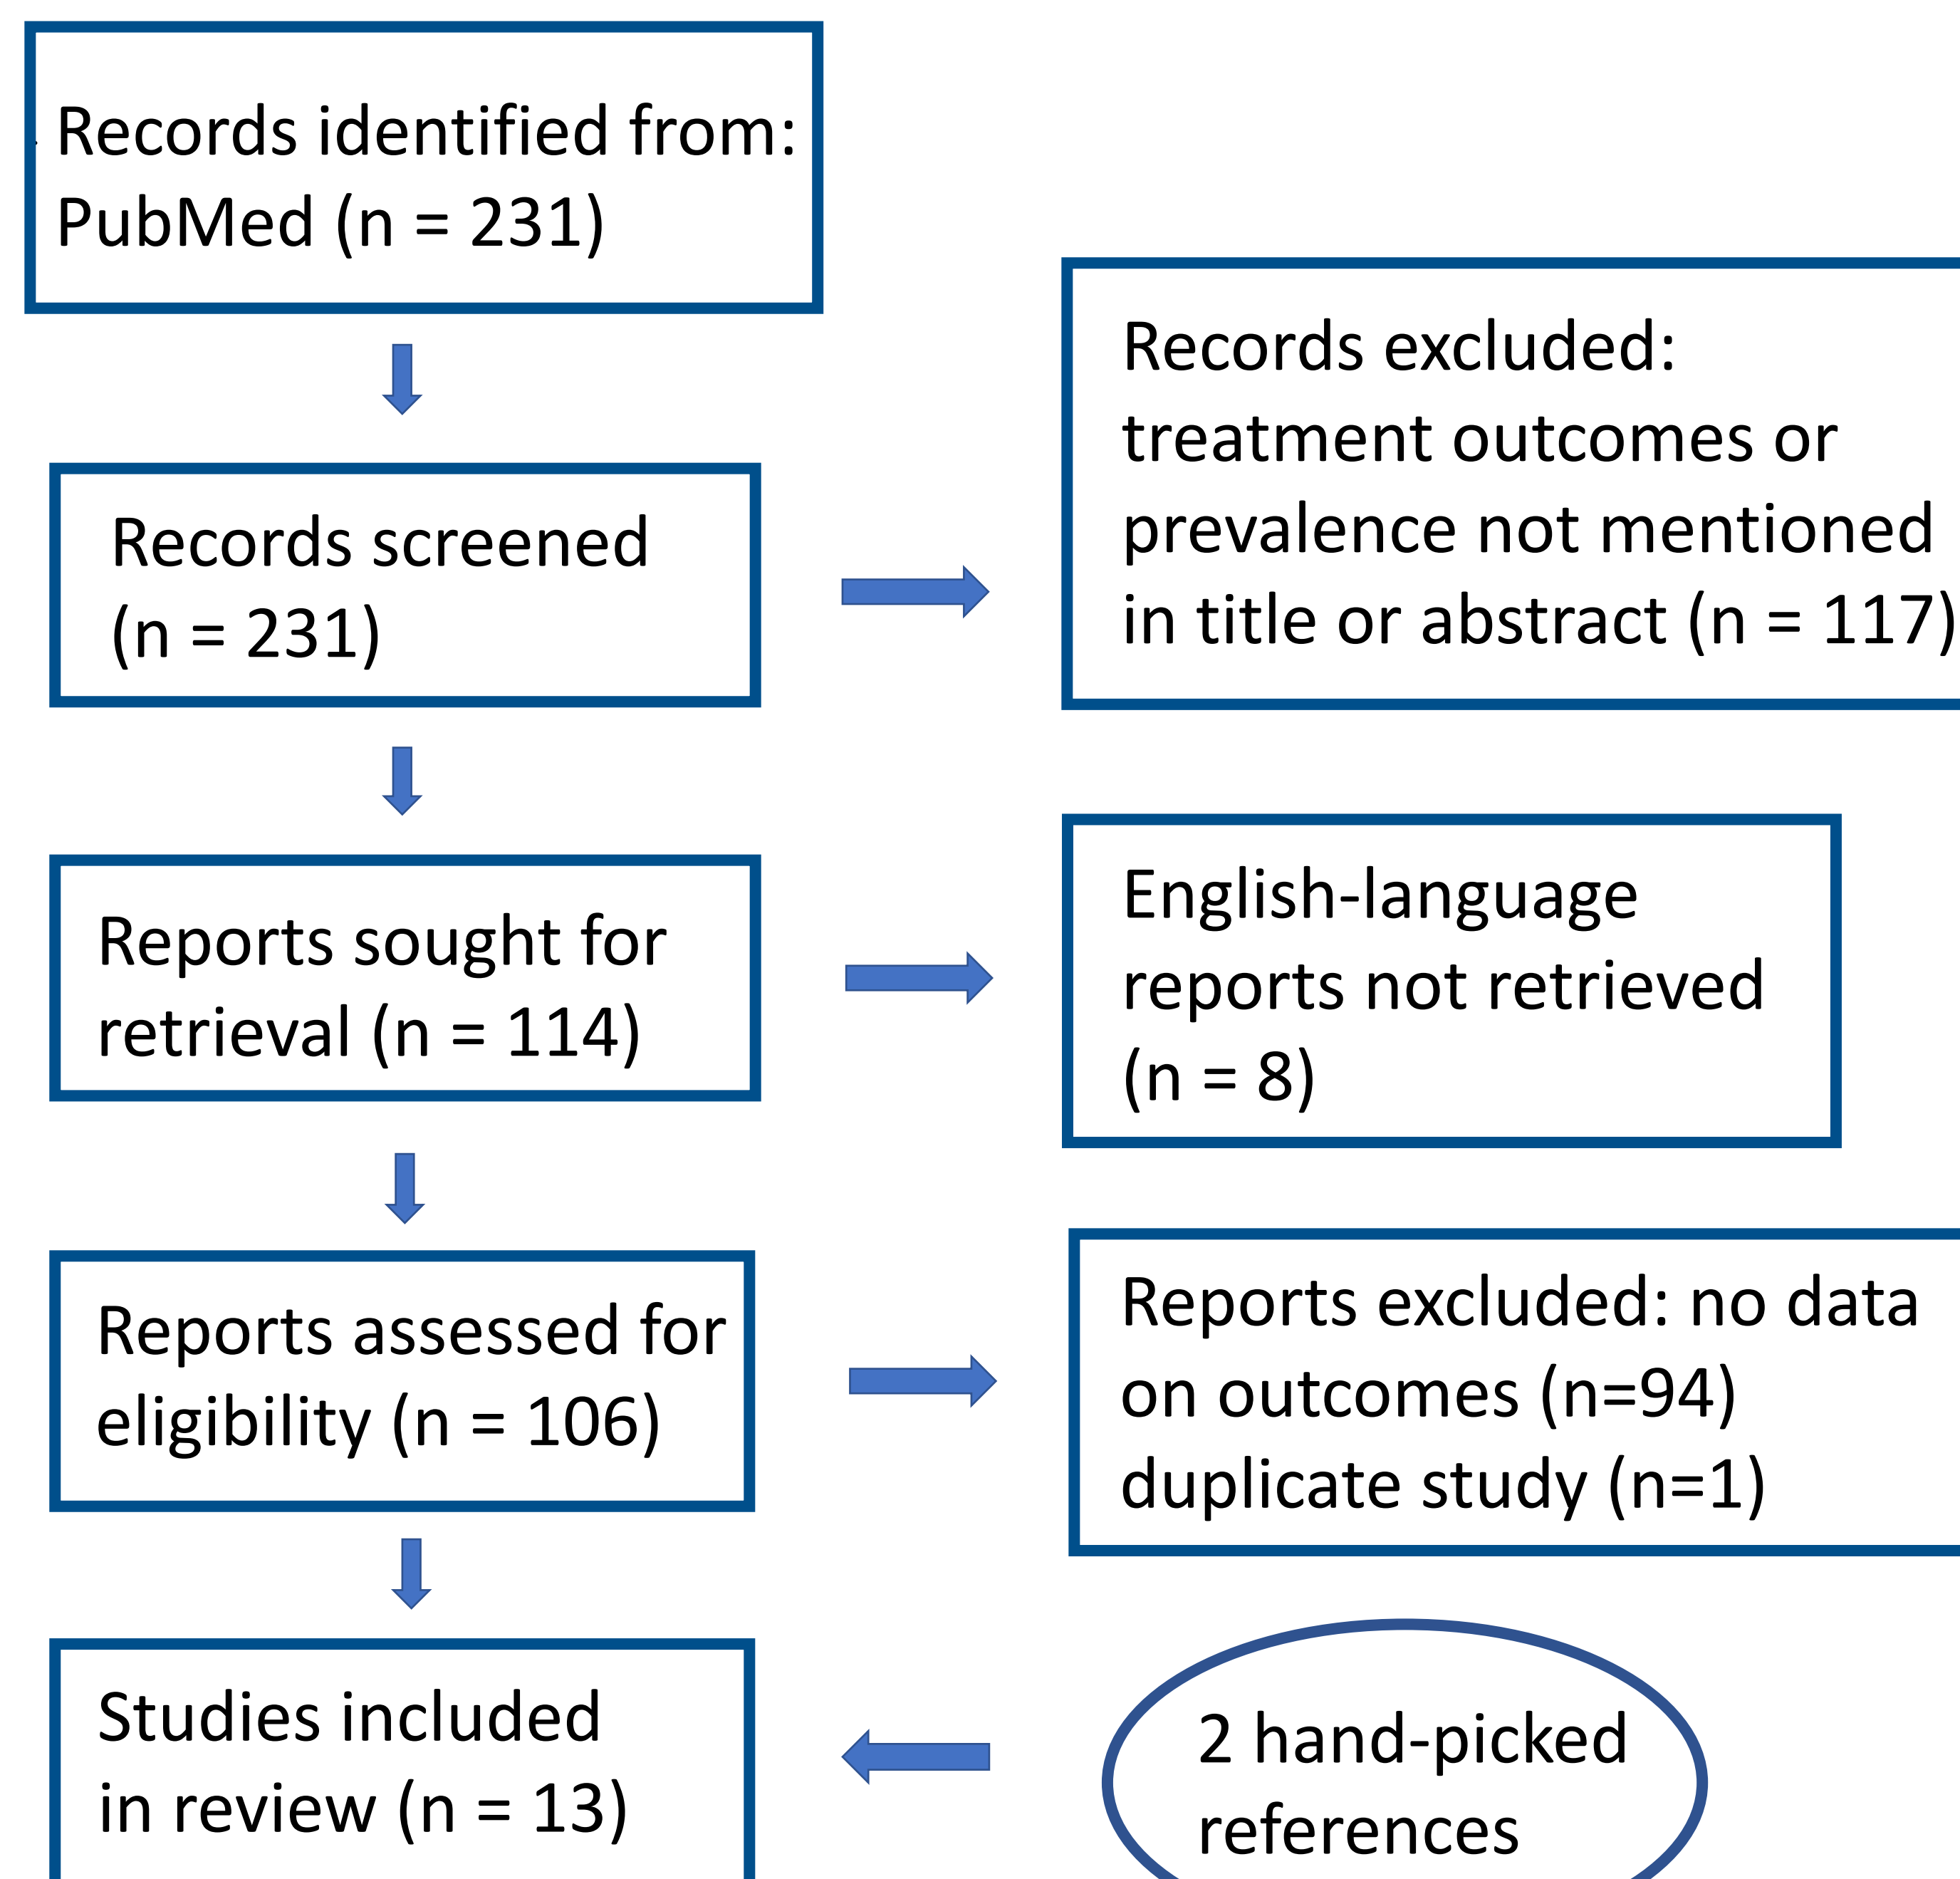 Records identified from:
PubMed (n = 231)
Records screened
(n = 231)
Records excluded:
treatment outcomes or
prevalence not mentioned
in title or abstract (n = 117)
Reports sought for
retrieval (n = 114)
English-language
reports not retrieved
(n = 8)
Reports assessed for
eligibility (n = 106)
Reports excluded: no data
on outcomes (n=94)
duplicate study (n=1)
Studies included
in review (n = 13)
2 hand-picked
references